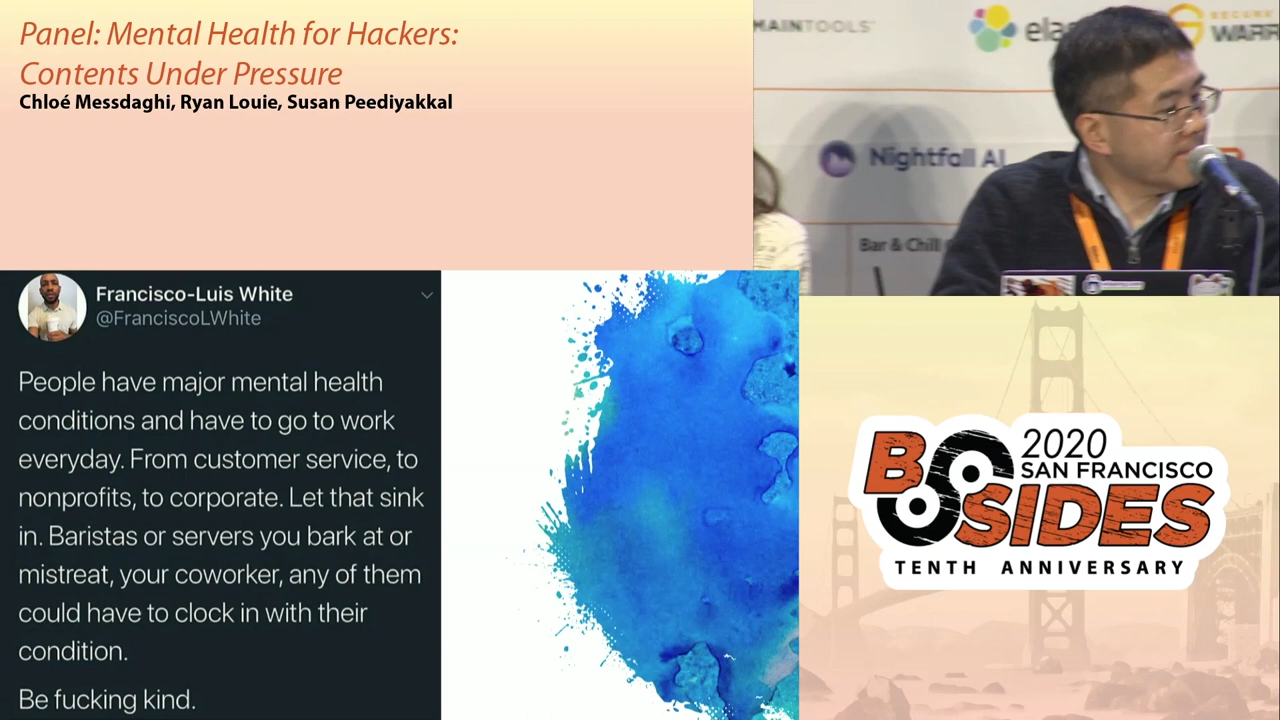 Panel: Mental Health for Hackers:
Contents Under Pressure
Chloé Messdaghi, Ryan Louie, Susan Peediyakkal
MAINTOOLS
Nightfall AI
Bar & Chill
Francisco-Luis White
@FranciscoLWhite
People have major mental health
conditions and have to go to work
everyday. From customer service, to
nonprofits, to corporate. Let that sink
in. Baristas or servers you bark at or
mistreat, your coworker, any of them
could have to clock in with their
condition.
Be fucking kind.
2020
SAN FRANCISCO
BSIDES
TENTH ANNIVERSARY